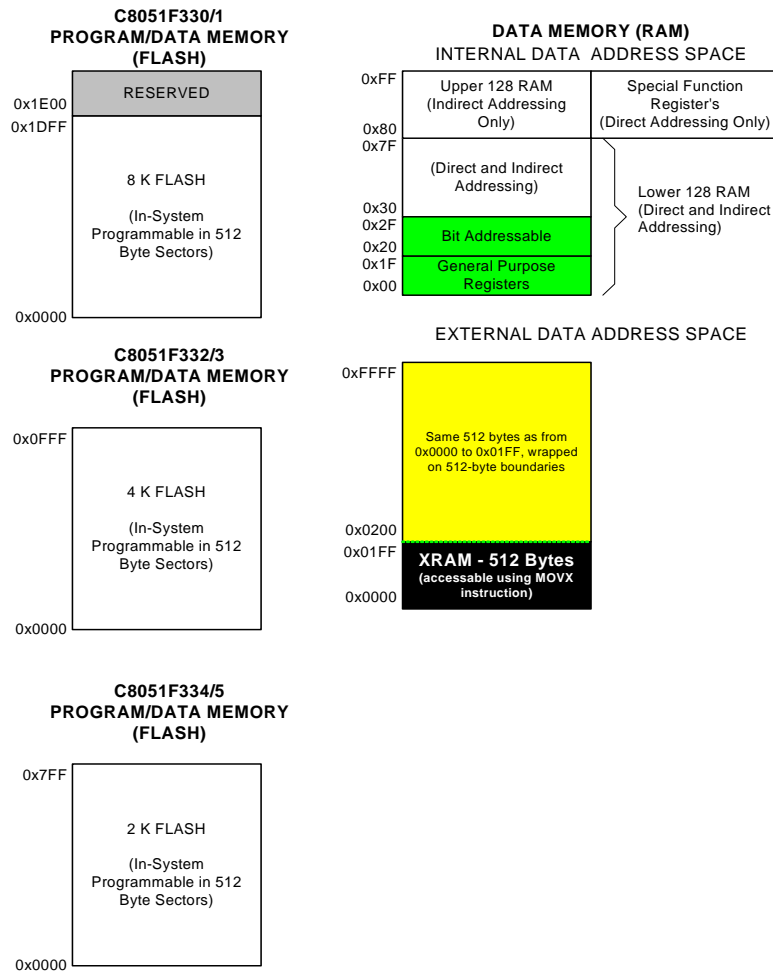 C8051F330/1
PROGRAM/DATA MEMORY
(FLASH)
0x1E00
0x1DFF
RESERVED
8 K FLASH
(In-System
Programmable in 512
Byte Sectors)
0x0000
C8051F332/3
PROGRAM/DATA MEMORY
(FLASH)
0x0FFF
4 K FLASH
(In-System
Programmable in 512
Byte Sectors)
0x0000
C8051F334/5
PROGRAM/DATA MEMORY
(FLASH)
0x7FF
2 K FLASH
(In-System
Programmable in 512
Byte Sectors)
0x0000
DATA MEMORY (RAM)
INTERNAL DATA ADDRESS SPACE
0xFF
Upper 128 RAM
(Indirect Addressing
Only)
0x80
Special Function
Register's
(Direct Addressing Only)
0x7F
(Direct and Indirect
Addressing)
0x30
0x2F
Bit Addressable
0x20
0x1F
General Purpose
Registers
0x00
Lower 128 RAM
(Direct and Indirect
Addressing)
EXTERNAL DATA ADDRESS SPACE
0xFFFF
Same 512 bytes as from
0x0000 to 0x01FF, wrapped
on 512-byte boundaries
0x0200
0x01FF
XRAM - 512 Bytes
(accessable using MOVX
instruction)
0x0000